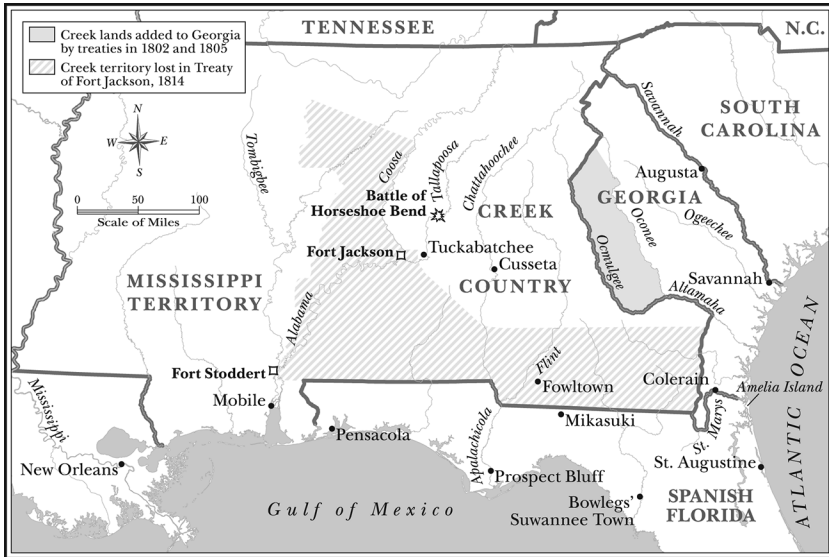 TENNESSEE
N.C.
Creek lands added to Georgia
by treaties in 1802 and 1805
Creek territory lost in Treaty
of Fort Jackson, 1814
N
W
E
S
0
50
100
Scale of Miles
Tombigbee
Coosa
Tallapoosa
Chattahoochee
Savannah
SOUTH
CAROLINA
Augusta
Battle of
Horseshoe Bend
CREEK
GEORGIA
Oconee
Ogeechee
Fort Jackson
Tuckabatchee
Cusseta
Ocmulgee
COUNTRY
Savannah
Altamaha
MISSISSIPPI
TERRITORY
Alabama
Fort Stoddert
Mobile
Flint
Fowltown
Colerain
Amelia Island
ATLANTIC OCEAN
Mississippi
Pensacola
Apalachicola
Mikasuki
St. Marys
New Orleans
Prospect Bluff
St. Augustine
Gulf of Mexico
Bowlegs'
Suwannee Town
SPANISH
FLORIDA